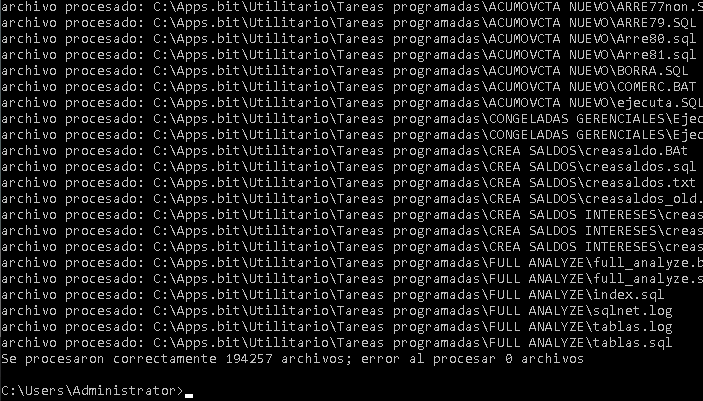 archivo procesado: C:\Apps.bit\Utilitario\Tareas programadas\ACUMOVCTA NUEVO\ARRE77non.S
archivo procesado: C:\Apps.bit\Utilitario\Tareas programadas\ACUMOVCTA NUEVO\ARRE79.SQL
archivo procesado: C:\Apps.bit\Utilitario\Tareas programadas\ACUMOVCTA NUEVO\Arre80.sql
archivo procesado: C:\Apps.bit\Utilitario\Tareas programadas\ACUMOVCTA NUEVO\Arre81.sql
archivo procesado: C:\Apps.bit\Utilitario\Tareas programadas\ACUMOVCTA NUEVO\BORRA.SQL
archivo procesado: C:\Apps.bit\Utilitario\Tareas programadas\ACUMOVCTA NUEVO\COMERC.BAT
archivo procesado: C:\Apps.bit\Utilitario\Tareas programadas\ACUMOVCTA NUEVO\ejecuta.SQL
archivo procesado: C:\Apps.bit\Utilitario\Tareas programadas\CONGELADAS GERENCIALES\Ejec
archivo procesado: C:\Apps.bit\Utilitario\Tareas programadas\CONGELADAS GERENCIALES\Ejec
archivo procesado: C:\Apps.bit\Utilitario\Tareas programadas\CREA SALDOS\creasaldo.BAt
archivo procesado: C:\Apps.bit\Utilitario\Tareas programadas\CREA SALDOS\creasaldos.sql
archivo procesado: C:\Apps.bit\Utilitario\Tareas programadas\CREA SALDOS\creasaldos.txt
archivo procesado: C:\Apps.bit\Utilitario\Tareas programadas\CREA SALDOS\creasaldos_old.
archivo procesado: C:\Apps.bit\Utilitario\Tareas programadas\CREA SALDOS INTERESES\creas
archivo procesado: C:\Apps.bit\Utilitario\Tareas programadas\CREA SALDOS INTERESES\creas
archivo procesado: C:\Apps.bit\Utilitario\Tareas programadas\CREA SALDOS INTERESES\creas
archivo procesado: C:\Apps.bit\Utilitario\Tareas programadas\FULL ANALYZE\full_analyze.b
archivo procesado: C:\Apps.bit\Utilitario\Tareas programadas\FULL ANALYZE\full_analyze.s
archivo procesado: C:\Apps.bit\Utilitario\Tareas programadas\FULL ANALYZE\index.sql
archivo procesado: C:\Apps.bit\Utilitario\Tareas programadas\FULL ANALYZE\sqlnet.log
archivo procesado: C:\Apps.bit\Utilitario\Tareas programadas\FULL ANALYZE\tablas.log
archivo procesado: C:\Apps.bit\Utilitario\Tareas programadas\FULL ANALYZE\tablas.sql
Se procesaron correctamente 194257 archivos; error al procesar 0 archivos
C:\Users\Administrator>